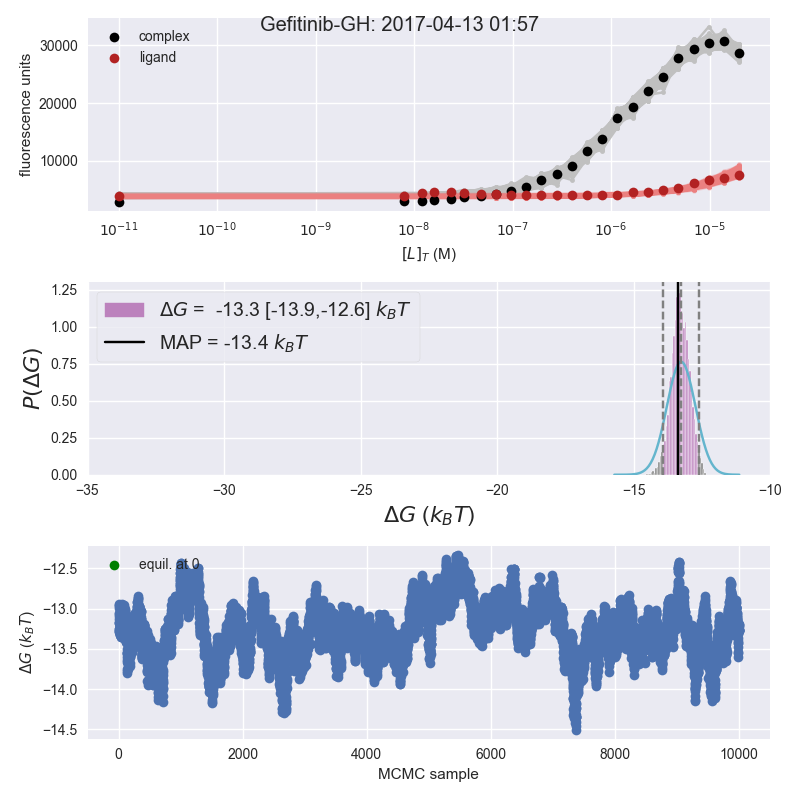 Gefitinib-GH: 2017-04-13 01:57
complex
ligand
fluorescence units
30000
20000
10000
10⁻¹¹ 10⁻¹⁰ 10⁻⁹ 10⁻⁸ 10⁻⁷ 10⁻⁶ 10⁻⁵
[L]_T (M)
ΔG = -13.3 [-13.9,-12.6] k_BT
MAP = -13.4 k_BT
P(ΔG)
1.25
1.00
0.75
0.50
0.25
0.00
−35 −30 −25 −20 −15 −10
ΔG (k_BT)
equil. at 0
ΔG (k_BT)
−12.5
−13.0
−13.5
−14.0
−14.5
0 2000 4000 6000 8000 10000
MCMC sample